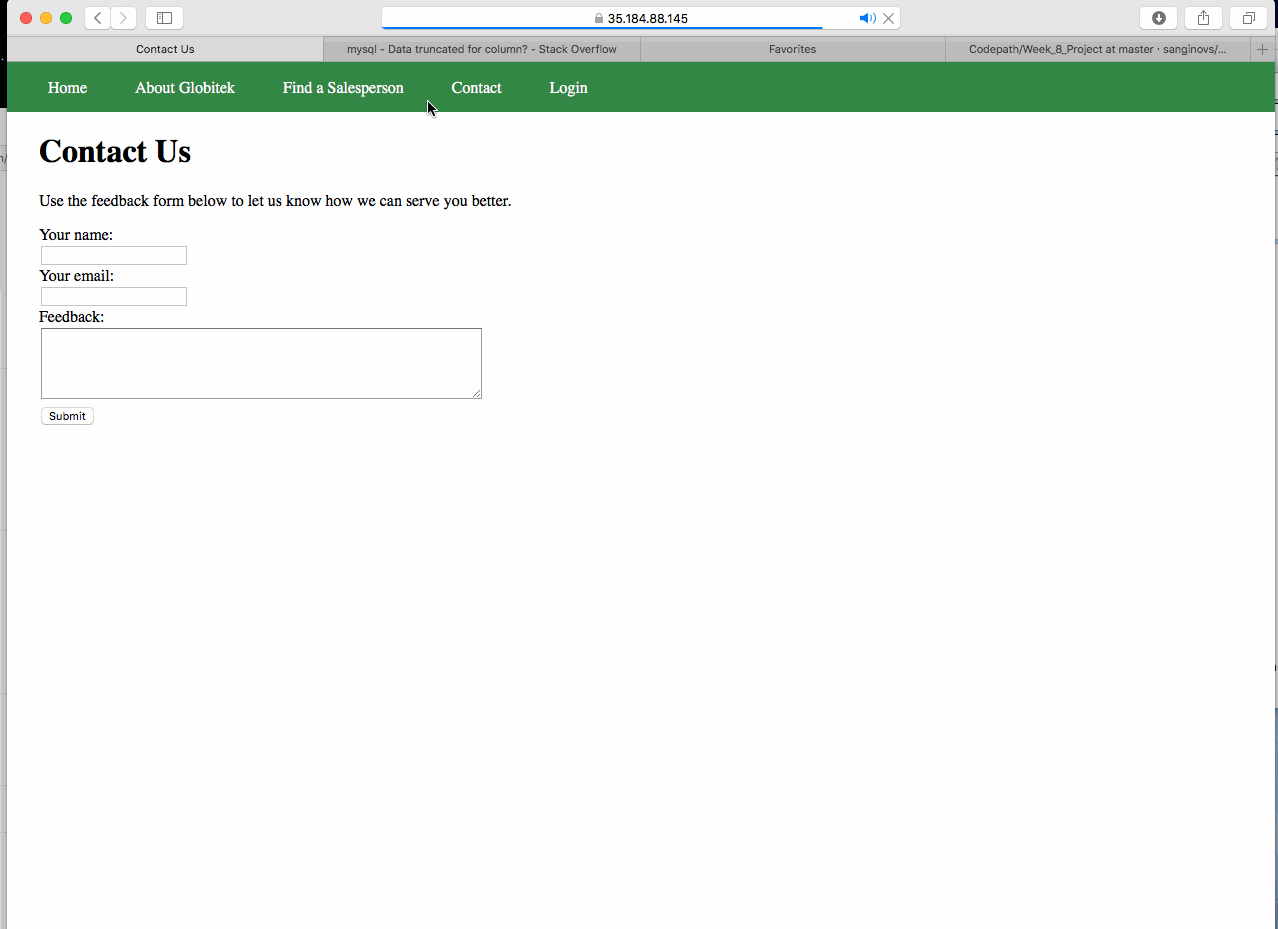 35.184.88.145
Contact Us
mysql - Data truncated for column? - Stack Overflow
Favorites
Codepath/Week_8_Project at master · sanginovs/...
Home
About Globitek
Find a Salesperson
Contact
Login
Contact Us
Use the feedback form below to let us know how we can serve you better.
Your name:
Your email:
Feedback:
Submit